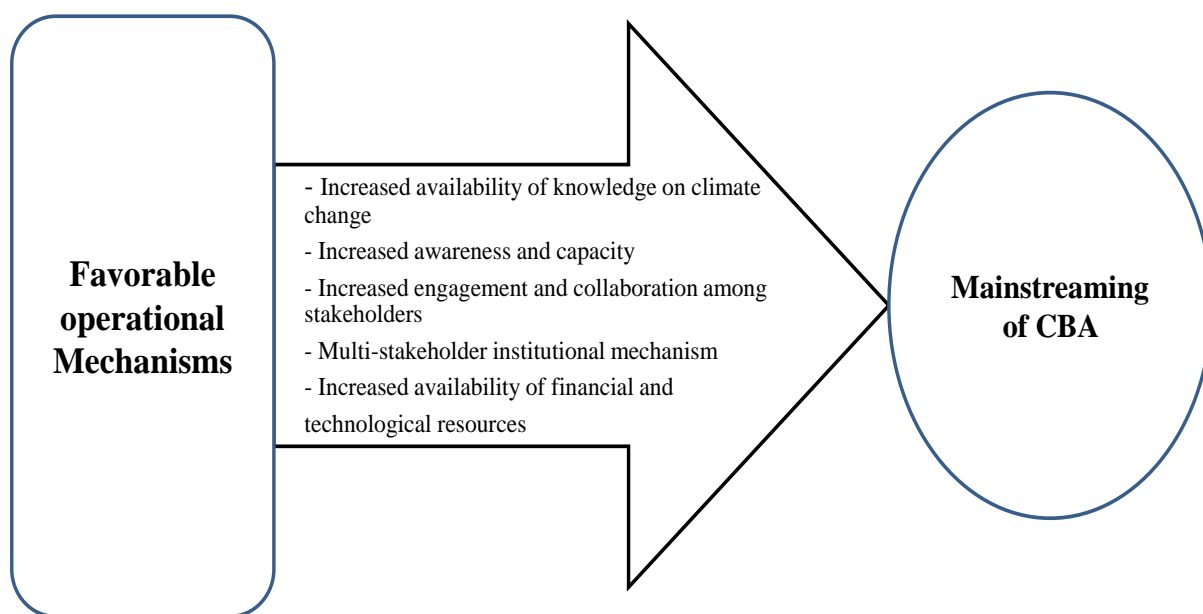 Favorable
operational
Mechanisms
- Increased availability of knowledge on climate
change
- Increased awareness and capacity
- Increased engagement and collaboration among
stakeholders
- Multi-stakeholder institutional mechanism
- Increased availability of financial and
technological resources
Mainstreaming
of CBA